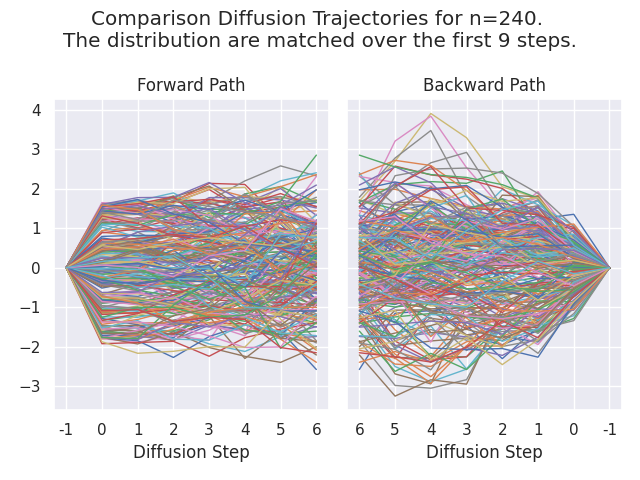 Comparison Diffusion Trajectories for n=240.
The distribution are matched over the first 9 steps.
Forward Path
Backward Path
4
3
2
1
0
−1
−2
−3
-1 0 1 2 3 4 5 6
6 5 4 3 2 1 0 -1
Diffusion Step
Diffusion Step